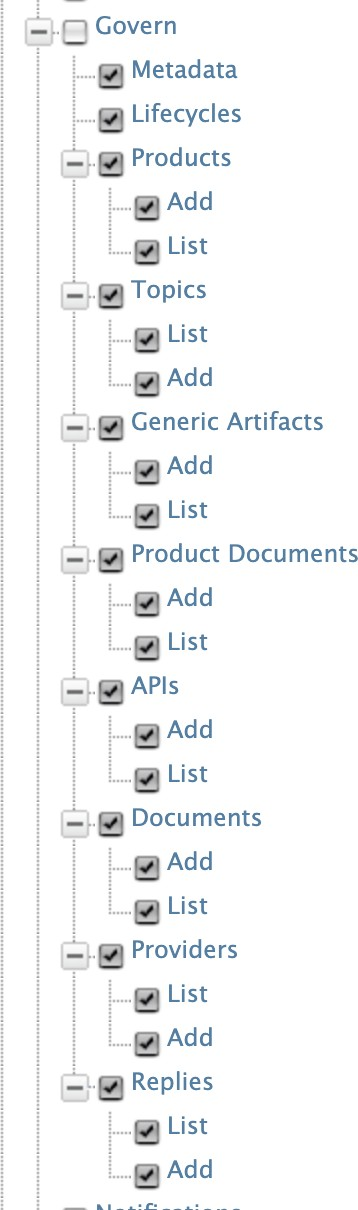 Govern
Metadata
Lifecycles
Products
Add
List
Topics
List
Add
Generic Artifacts
Add
List
Product Documents
Add
List
APIs
Add
List
Documents
Add
List
Providers
List
Add
Replies
List
Add
Notifications